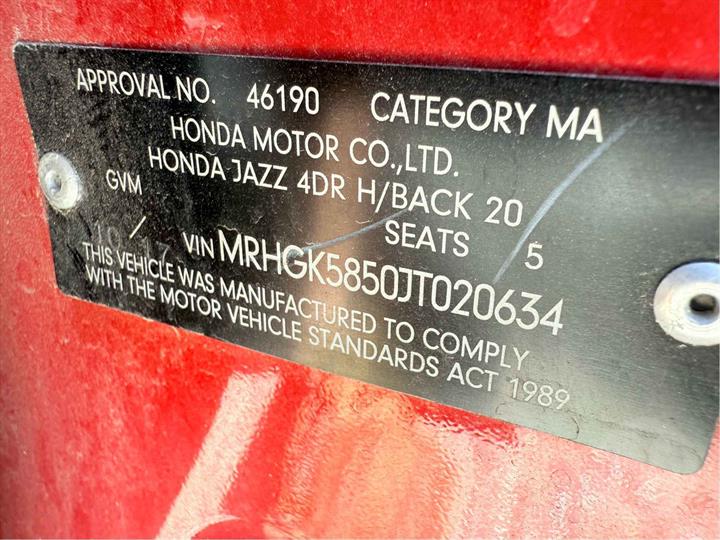 APPROVAL NO. 46190 CATEGORY MA
HONDA MOTOR CO.,LTD.
HONDA JAZZ 4DR H/BACK 20
GVM SEATS 5
VIN MRHGK5850JT020634
THIS VEHICLE WAS MANUFACTURED TO COMPLY
WITH THE MOTOR VEHICLE STANDARDS ACT 1989